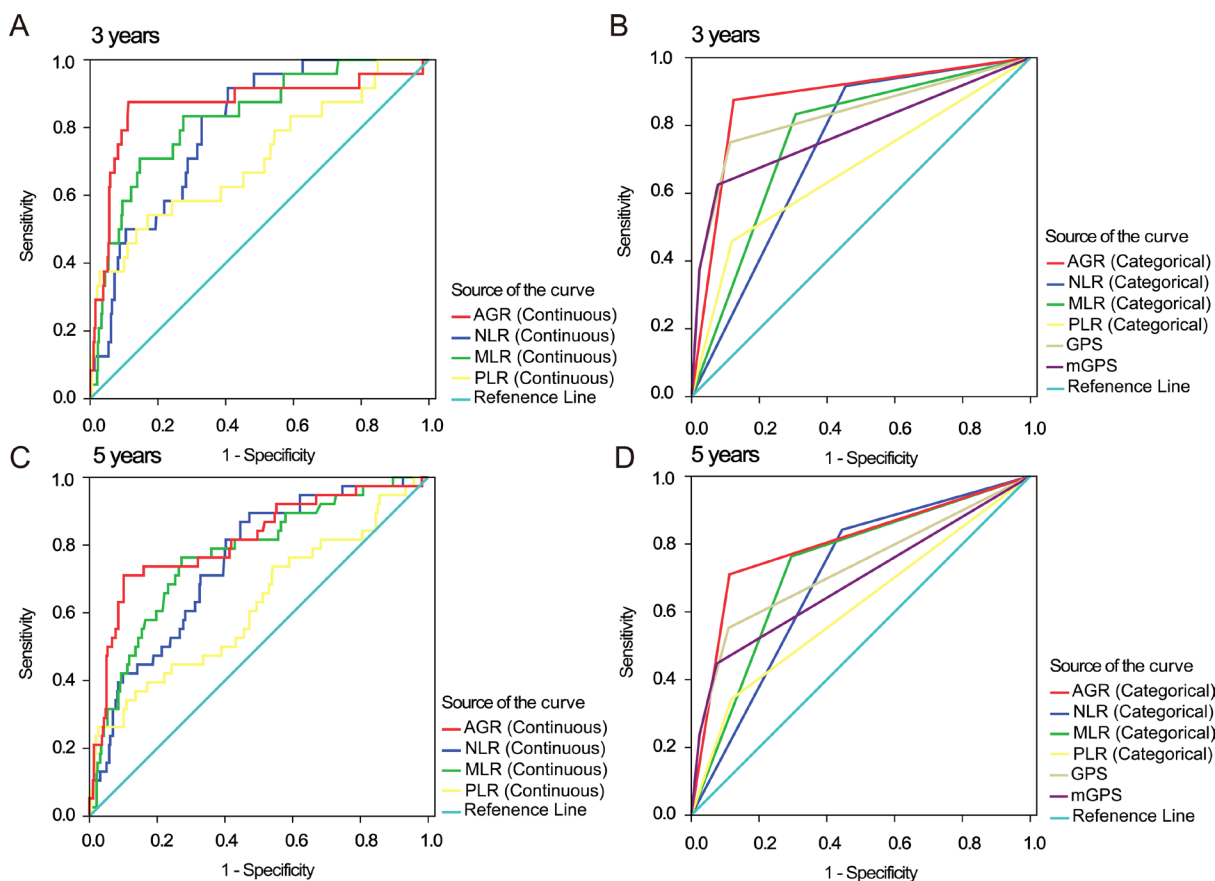 A
3 years
1.0
0.8
0.6
0.4
0.2
0.0
Sensitivity
0.0
0.2
0.4
0.6
0.8
1.0
1 - Specificity
Source of the curve
AGR (Continuous)
NLR (Continuous)
MLR (Continuous)
PLR (Continuous)
Refenence Line
B
3 years
1.0
0.8
0.6
0.4
0.2
0.0
Sensitivity
0.0
0.2
0.4
0.6
0.8
1.0
1 - Specificity
Source of the curve
AGR (Categorical)
NLR (Categorical)
MLR (Categorical)
PLR (Categorical)
GPS
mGPS
Reference Line
C
5 years
1.0
0.8
0.6
0.4
0.2
0.0
Sensitivity
0.0
0.2
0.4
0.6
0.8
1.0
1 - Specificity
Source of the curve
AGR (Continuous)
NLR (Continuous)
MLR (Continuous)
PLR (Continuous)
Reference Line
D
5 years
1.0
0.8
0.6
0.4
0.2
0.0
Sensitivity
0.0
0.2
0.4
0.6
0.8
1.0
1 - Specificity
Source of the curve
AGR (Categorical)
NLR (Categorical)
MLR (Categorical)
PLR (Categorical)
GPS
mGPS
Reference Line